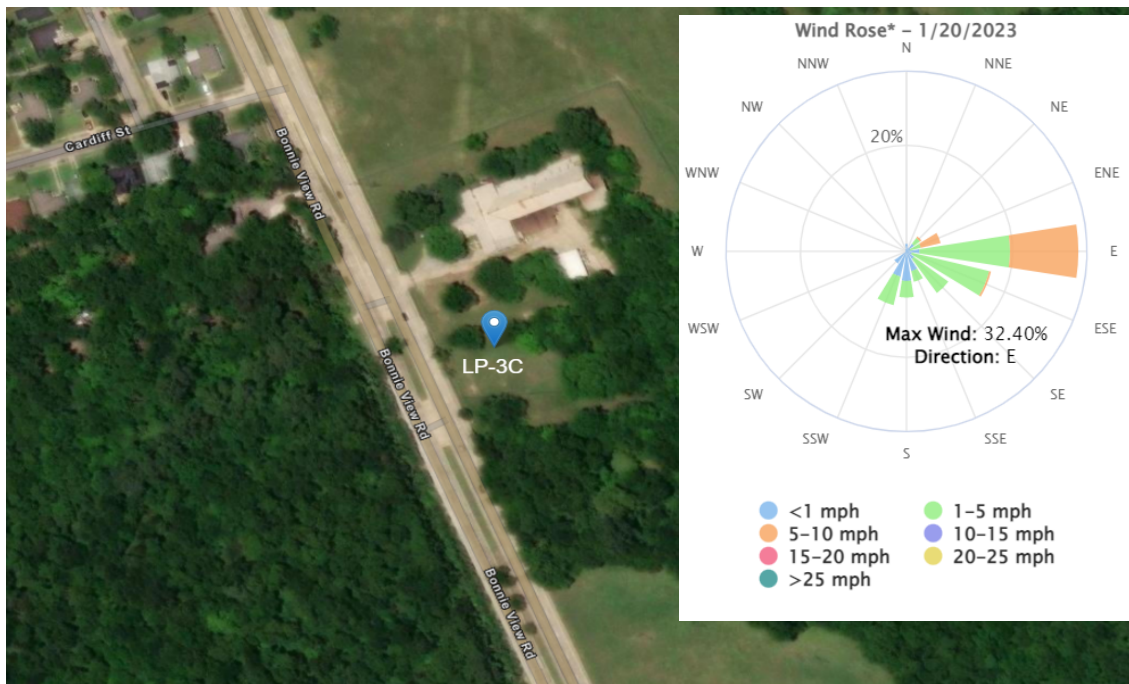 Cardiff St
Bonnie View Rd
Bonnie View Rd
Bonnie View Rd
LP-3C
Wind Rose* – 1/20/2023
N
NNW
NNE
NW
NE
20%
WNW
ENE
W
E
WSW
ESE
Max Wind: 32.40%
Direction: E
SW
SE
SSW
SSE
S
<1 mph
1–5 mph
5–10 mph
10–15 mph
15–20 mph
20–25 mph
>25 mph